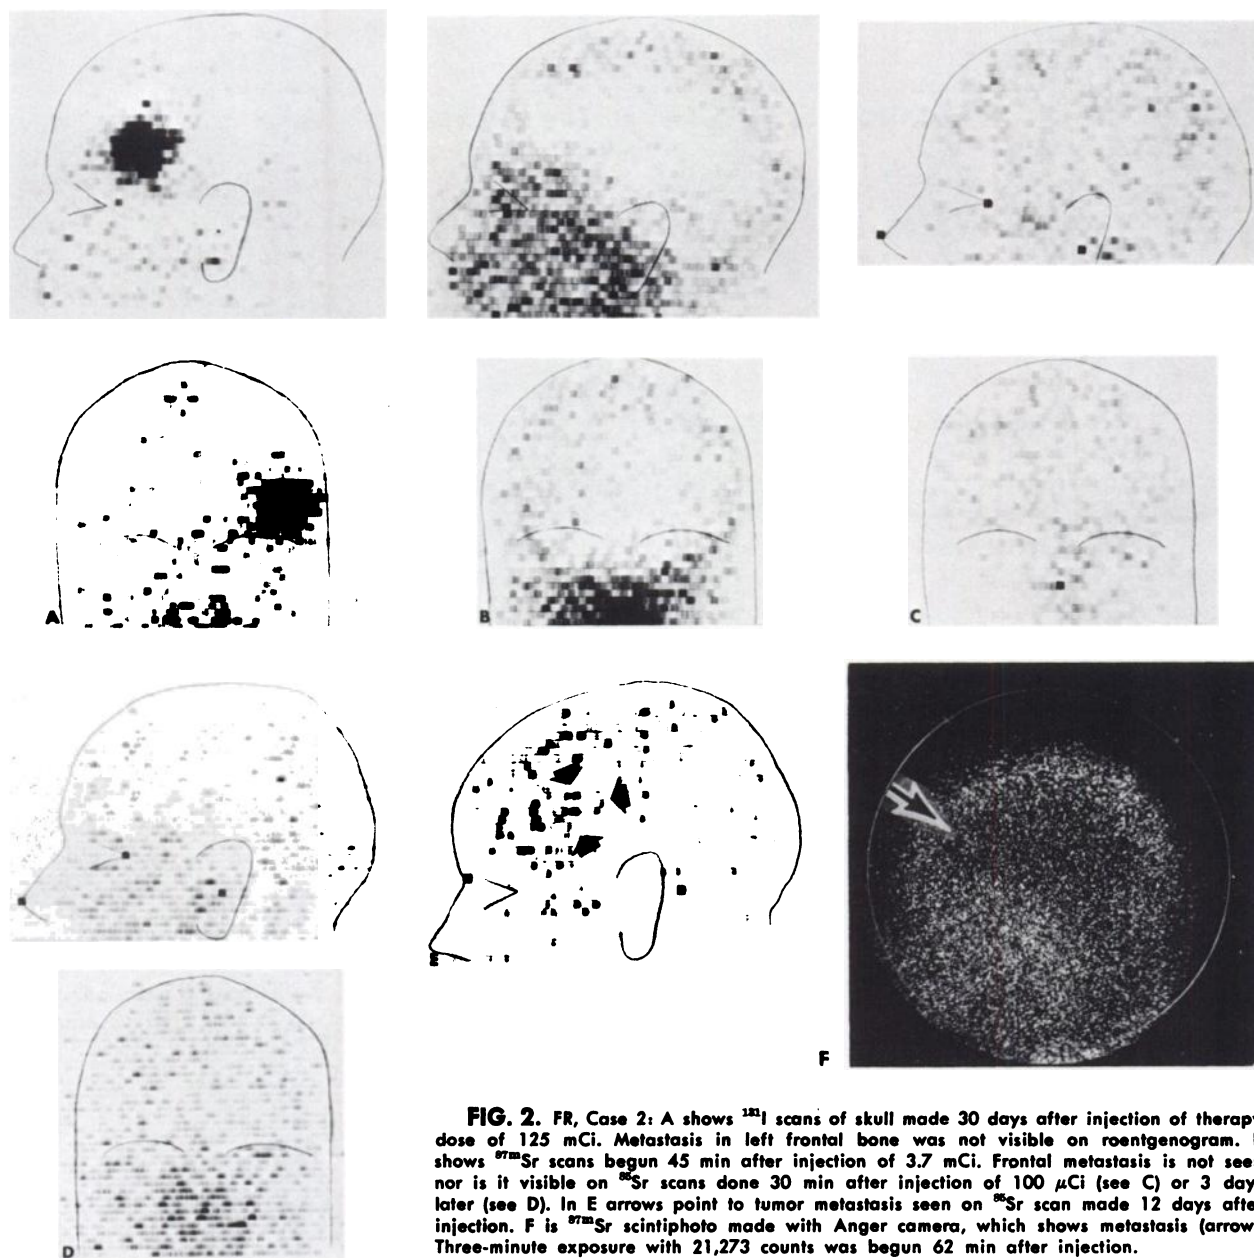 A
B
C
D
E
F
FIG. 2. FR, Case 2: A shows ¹³¹I scans of skull made 30 days after injection of therapy
dose of 125 mCi. Metastasis in left frontal bone was not visible on roentgenogram.
shows ⁸⁷ᵐSr scans begun 45 min after injection of 3.7 mCi. Frontal metastasis is not see
nor is it visible on ⁸⁵Sr scans done 30 min after injection of 100 μCi (see C) or 3 day
later (see D). In E arrows point to tumor metastasis seen on ⁸⁵Sr scan made 12 days afte
injection. F is ⁸⁷ᵐSr scintiphoto made with Anger camera, which shows metastasis (arrow
Three-minute exposure with 21,273 counts was begun 62 min after injection.